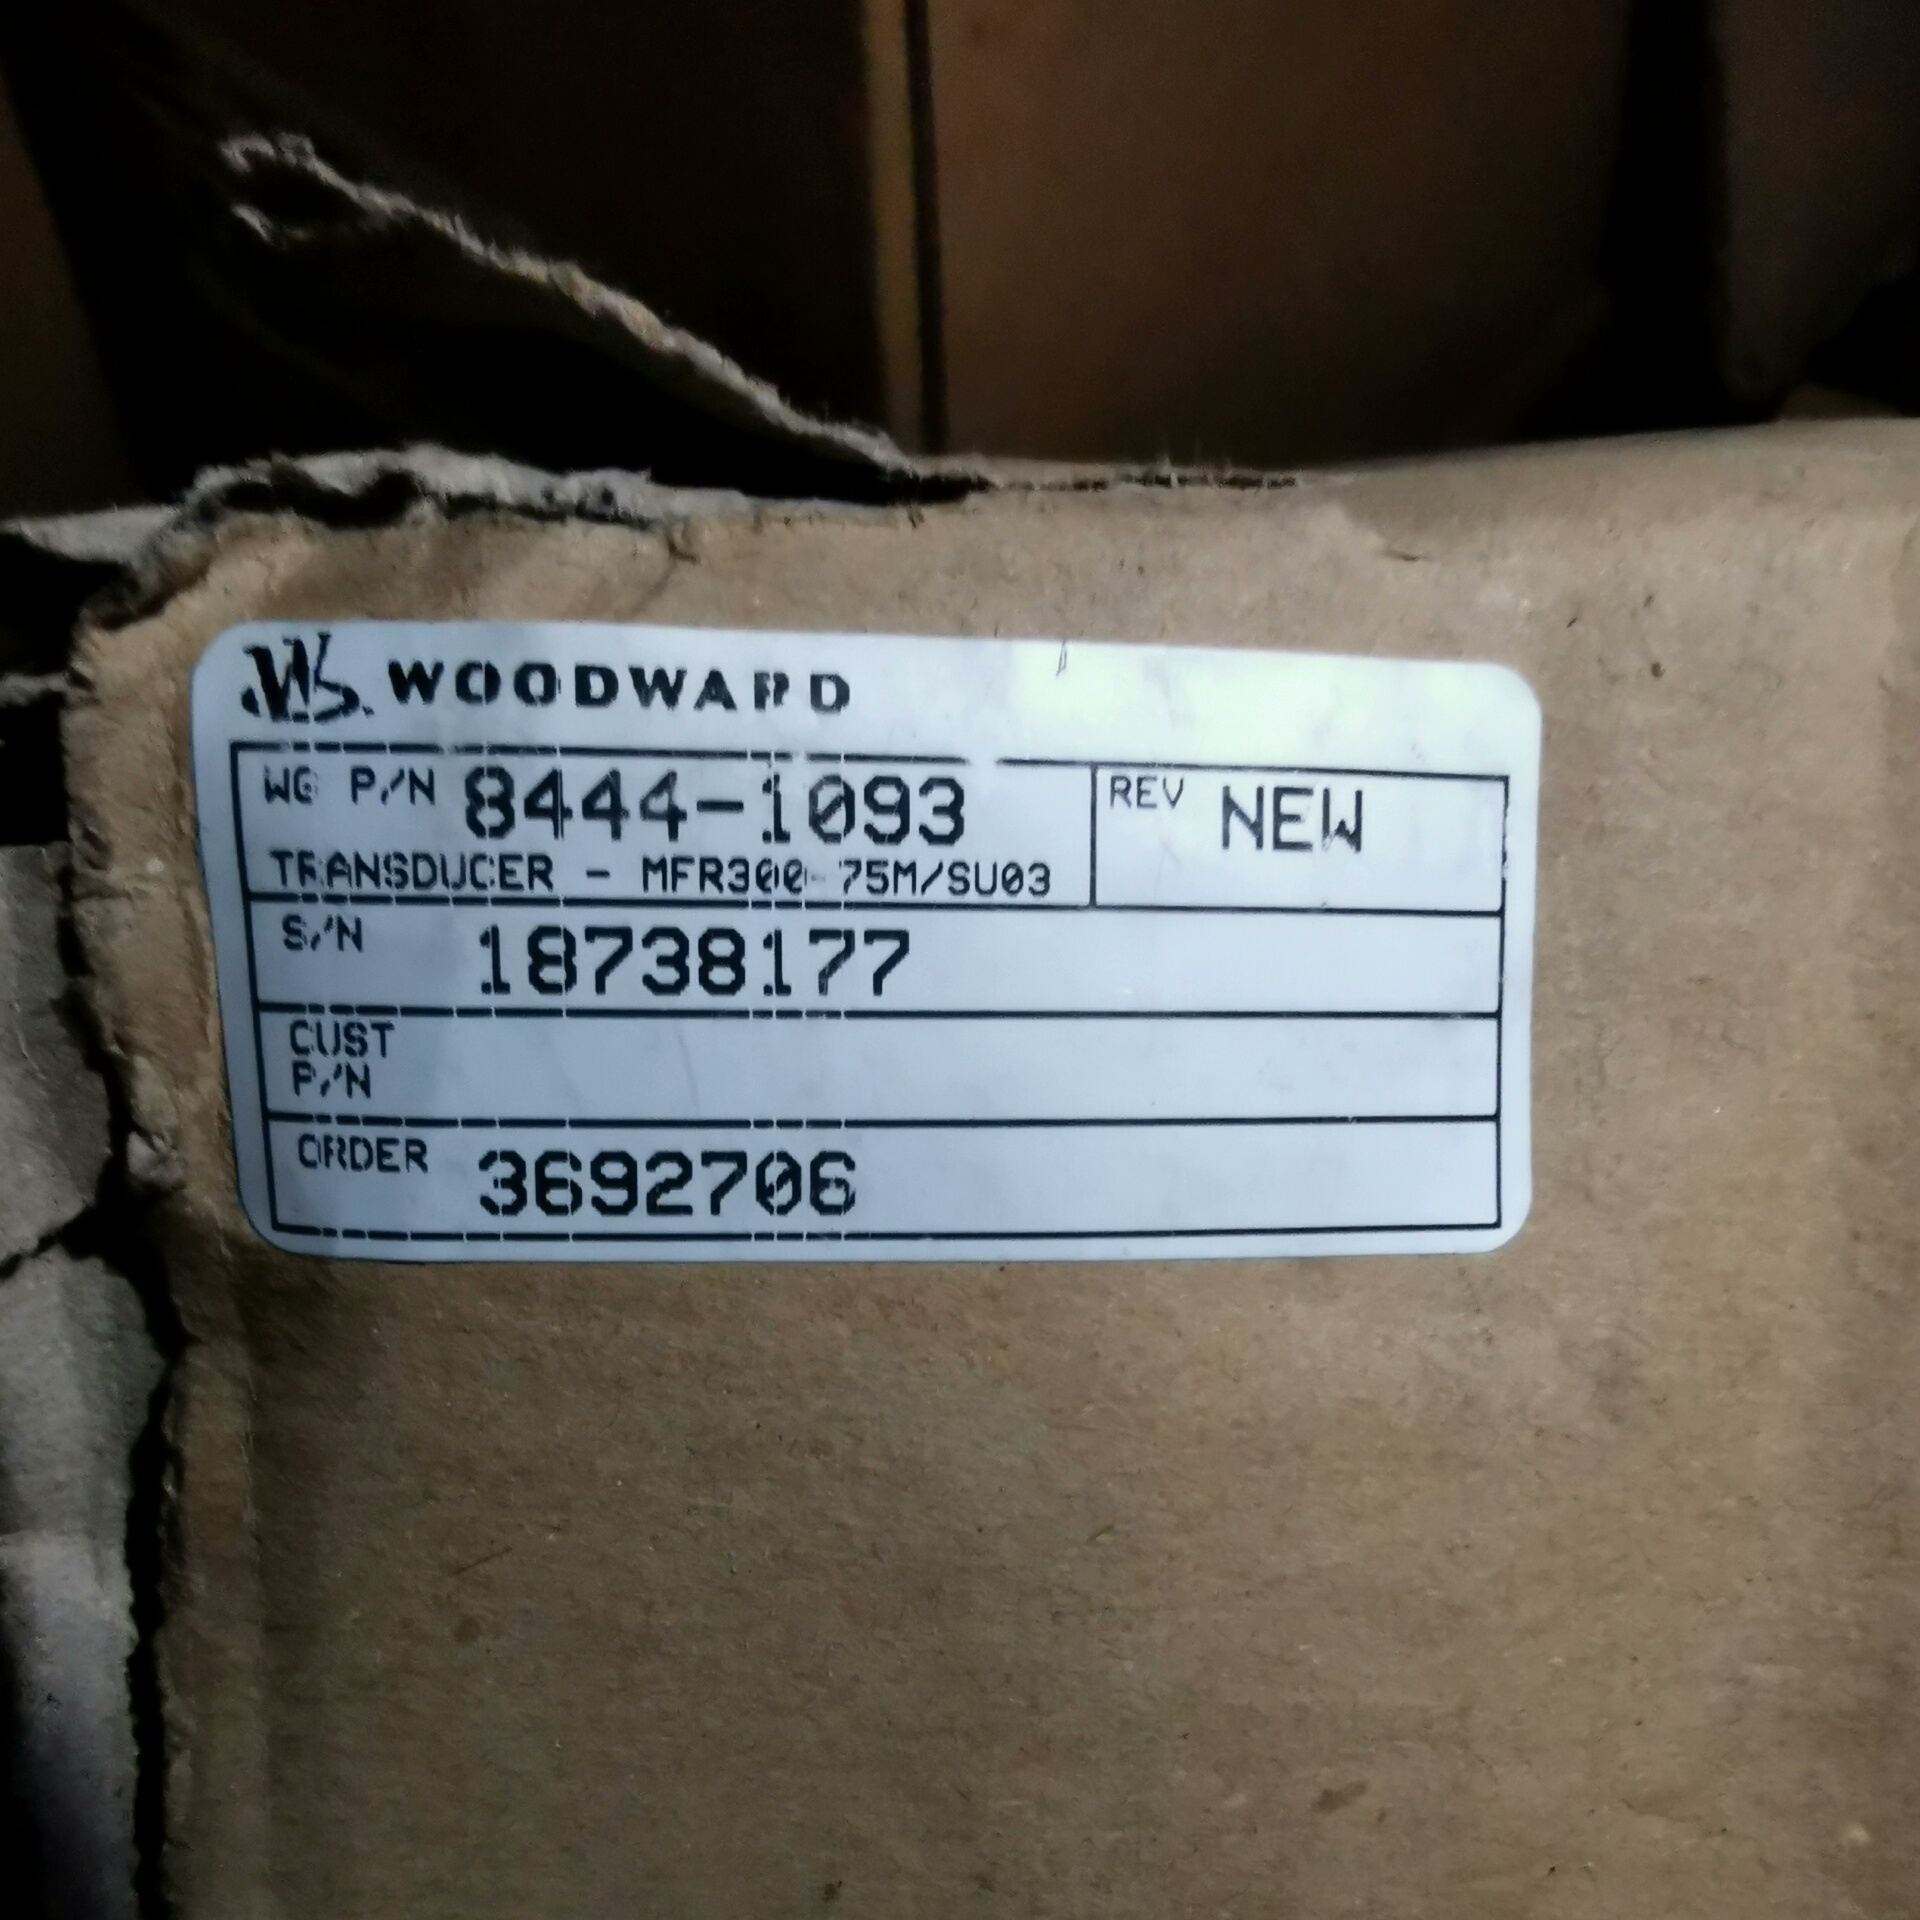 WOODWARD
WG P/N 8444-1093 REV NEW
TRANSDUCER - MFR300-75M/SU03
S/N 18738177
CUST
P/N
ORDER 3692706